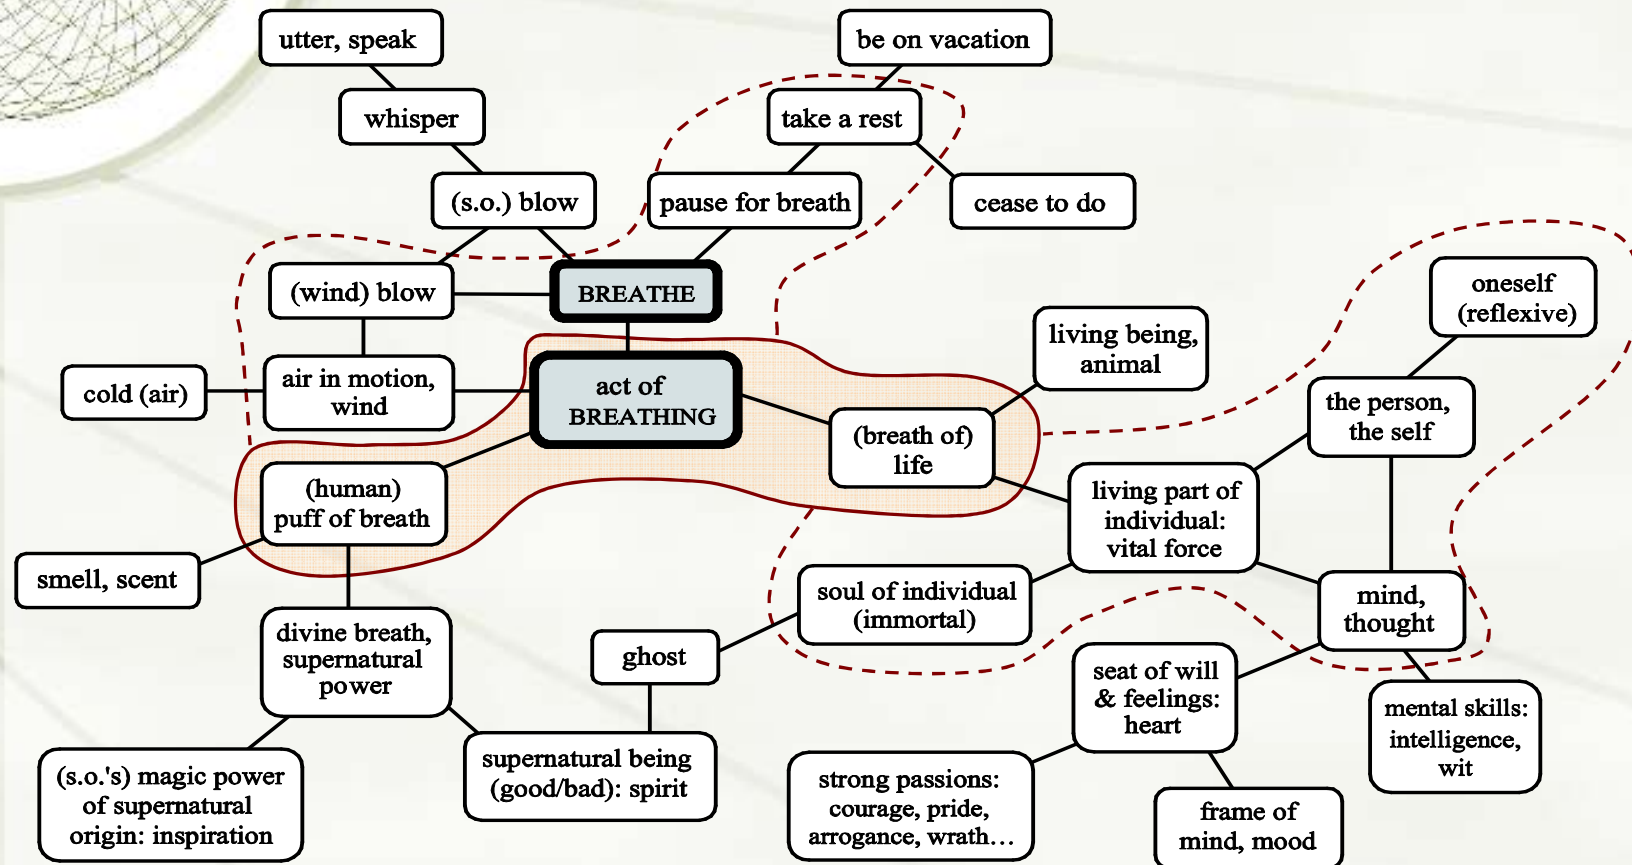 utter, speak
be on vacation
whisper
take a rest
(s.o.) blow
pause for breath
cease to do
(wind) blow
BREATHE
oneself
(reflexive)
living being,
animal
cold (air)
air in motion,
wind
act of
BREATHING
the person,
the self
(breath of)
life
(human)
puff of breath
living part of
individual:
vital force
smell, scent
soul of individual
(immortal)
mind,
thought
divine breath,
supernatural
power
ghost
seat of will
& feelings:
heart
mental skills:
intelligence,
wit
(s.o.'s) magic power
of supernatural
origin: inspiration
supernatural being
(good/bad): spirit
strong passions:
courage, pride,
arrogance, wrath…
frame of
mind, mood